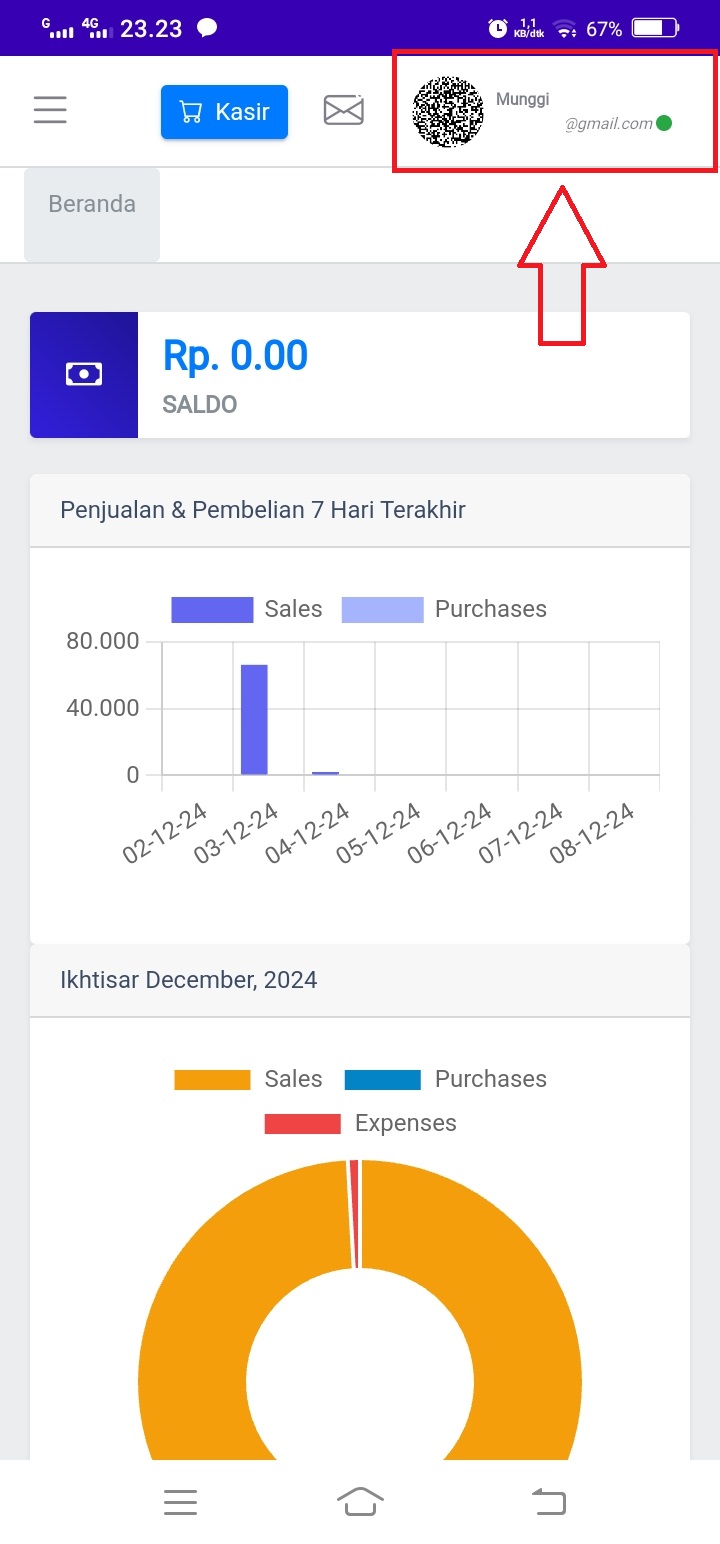 G 4G 23.23 1,1 KB/dtk 67%
Kasir
Munggi
@gmail.com
Beranda
Rp. 0.00
SALDO
Penjualan & Pembelian 7 Hari Terakhir
Sales Purchases
80.000
40.000
0
02-12-24 03-12-24 04-12-24 05-12-24 06-12-24 07-12-24 08-12-24
Ikhtisar December, 2024
Sales Purchases
Expenses